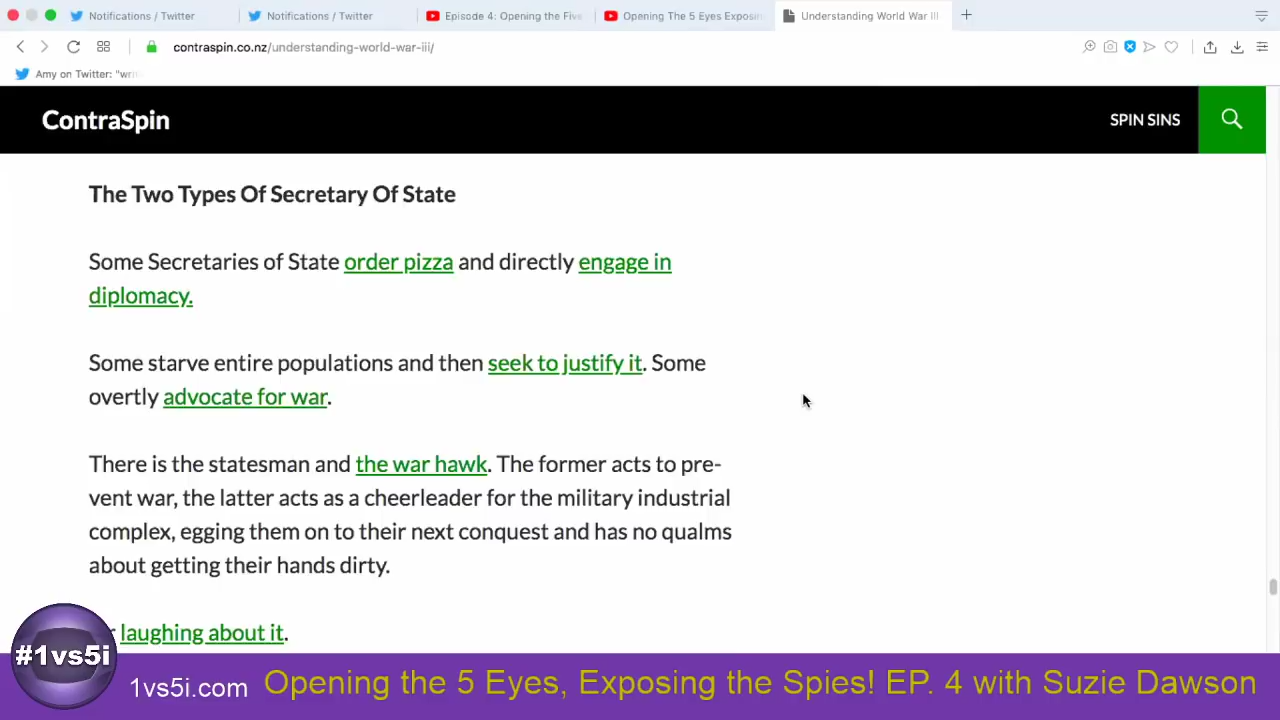 Notifications / Twitter
Notifications / Twitter
Episode 4: Opening the Five
Opening The 5 Eyes Exposin
Understanding World War III
contraspin.co.nz/understanding-world-war-iii/
Amy on Twitter: "wri
ContraSpin
SPIN SINS
The Two Types Of Secretary Of State
Some Secretaries of State order pizza and directly engage in
diplomacy.
Some starve entire populations and then seek to justify it. Some
overtly advocate for war.
There is the statesman and the war hawk. The former acts to pre-
vent war, the latter acts as a cheerleader for the military industrial
complex, egging them on to their next conquest and has no qualms
about getting their hands dirty.
laughing about it.
#1vs5i
1vs5i.com
Opening the 5 Eyes, Exposing the Spies! EP. 4 with Suzie Dawson